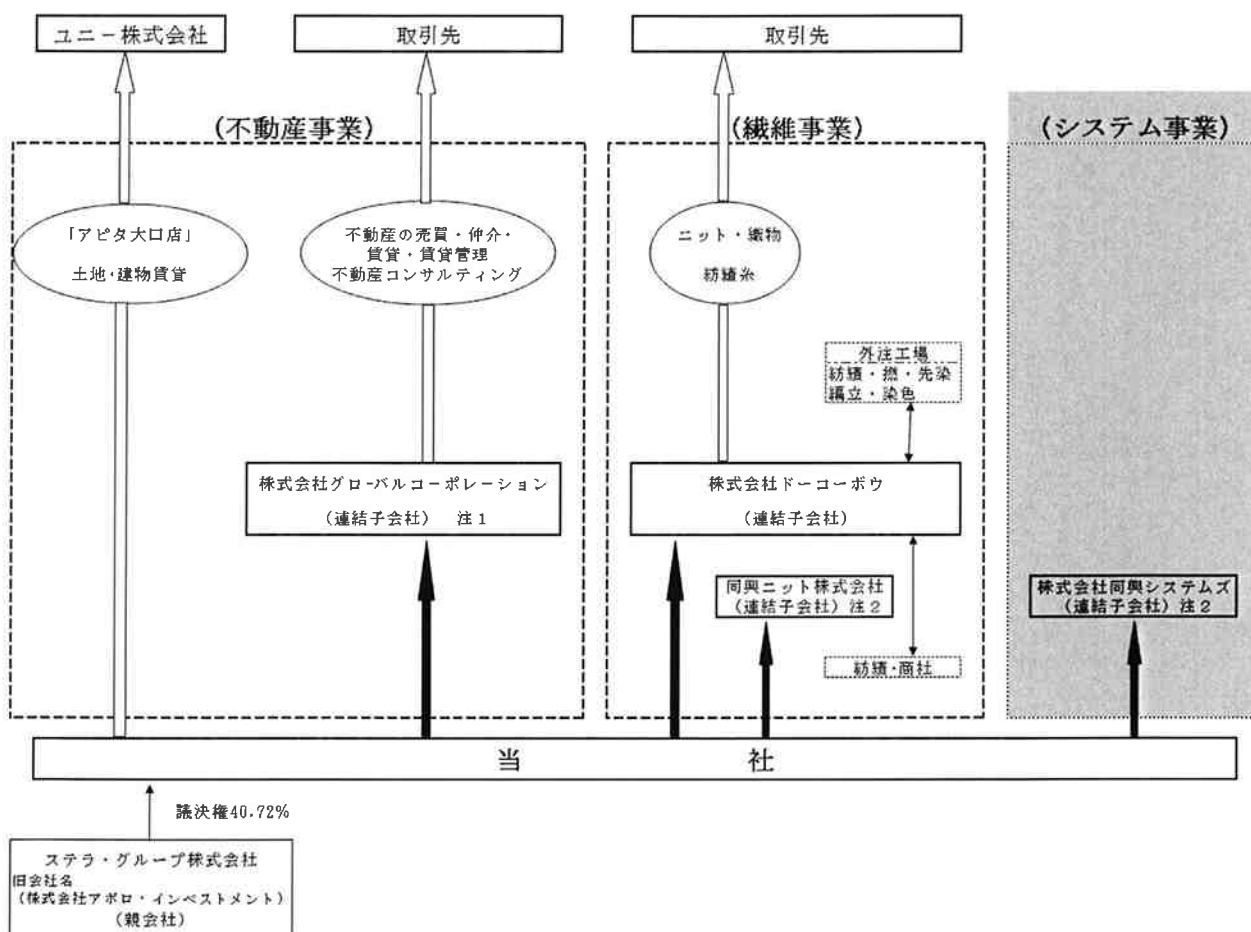 ユニー株式会社
取引先
取引先
(不動産事業)
(繊維事業)
(システム事業)
「アピタ大口店」
土地・建物賃貸
不動産の売買・仲介・
賃貸・賃貸管理
不動産コンサルティング
ニット・織物
紡績糸
外注工場
紡績・撚・先染
編立・染色
株式会社グローバルコーポレーション
(連結子会社) 注1
株式会社ドーコーボウ
(連結子会社)
同興ニット株式会社
(連結子会社)注2
株式会社同興システムズ
(連結子会社)注2
紡績・商社
当 社
議決権40.72%
ステラ・グループ株式会社
旧会社名
(株式会社アポロ・インベストメント)
(親会社)